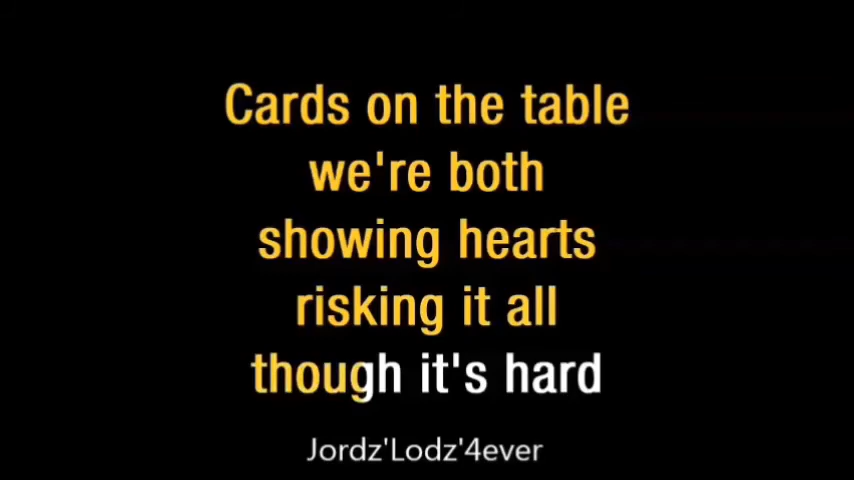 Cards on the table
we're both
showing hearts
risking it all
though it's hard
Jordz'Lodz'4ever